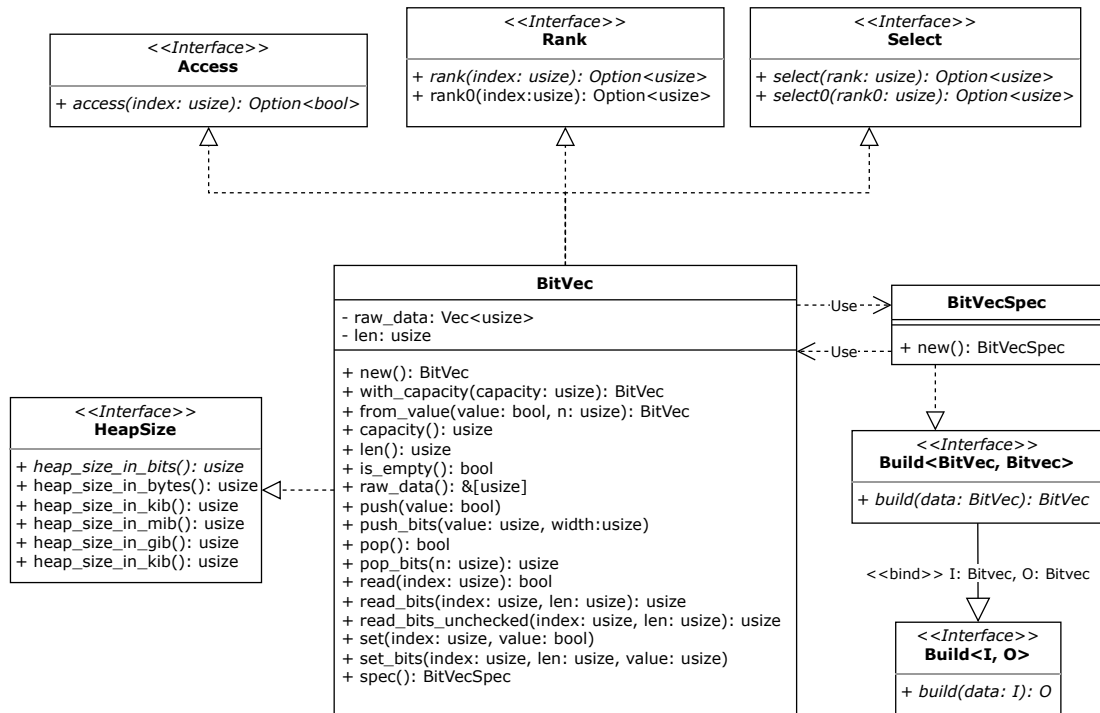 <<Interface>>
Access
+ access(index: usize): Option<bool>
<<Interface>>
Rank
+ rank(index: usize): Option<usize>
+ rank0(index:usize): Option<usize>
<<Interface>>
Select
+ select(rank: usize): Option<usize>
+ select0(rank0: usize): Option<usize>
BitVec
- raw_data: Vec<usize>
- len: usize
+ new(): BitVec
+ with_capacity(capacity: usize): BitVec
+ from_value(value: bool, n: usize): BitVec
+ capacity(): usize
+ len(): usize
+ is_empty(): bool
+ raw_data(): &[usize]
+ push(value: bool)
+ push_bits(value: usize, width:usize)
+ pop(): bool
+ pop_bits(n: usize): usize
+ read(index: usize): bool
+ read_bits(index: usize, len: usize): usize
+ read_bits_unchecked(index: usize, len: usize): usize
+ set(index: usize, value: bool)
+ set_bits(index: usize, len: usize, value: usize)
+ spec(): BitVecSpec
Use
Use
BitVecSpec
+ new(): BitVecSpec
<<Interface>>
HeapSize
+ heap_size_in_bits(): usize
+ heap_size_in_bytes(): usize
+ heap_size_in_kib(): usize
+ heap_size_in_mib(): usize
+ heap_size_in_gib(): usize
+ heap_size_in_kib(): usize
<<Interface>>
Build<BitVec, Bitvec>
+ build(data: BitVec): BitVec
<<bind>> I: Bitvec, O: Bitvec
<<Interface>>
Build<I, O>
+ build(data: I): O